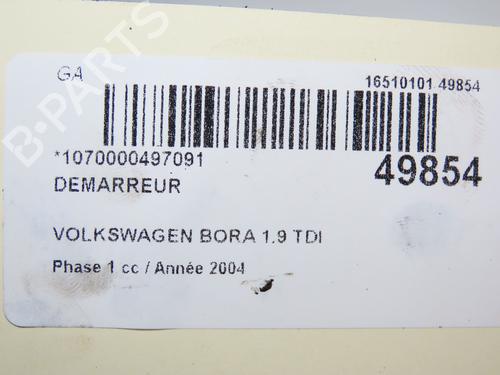 GA
16510101 49854
*1070000497091
49854
DEMARREUR
VOLKSWAGEN BORA 1.9 TDI
Phase 1 cc / Année 2004
B-PARTS